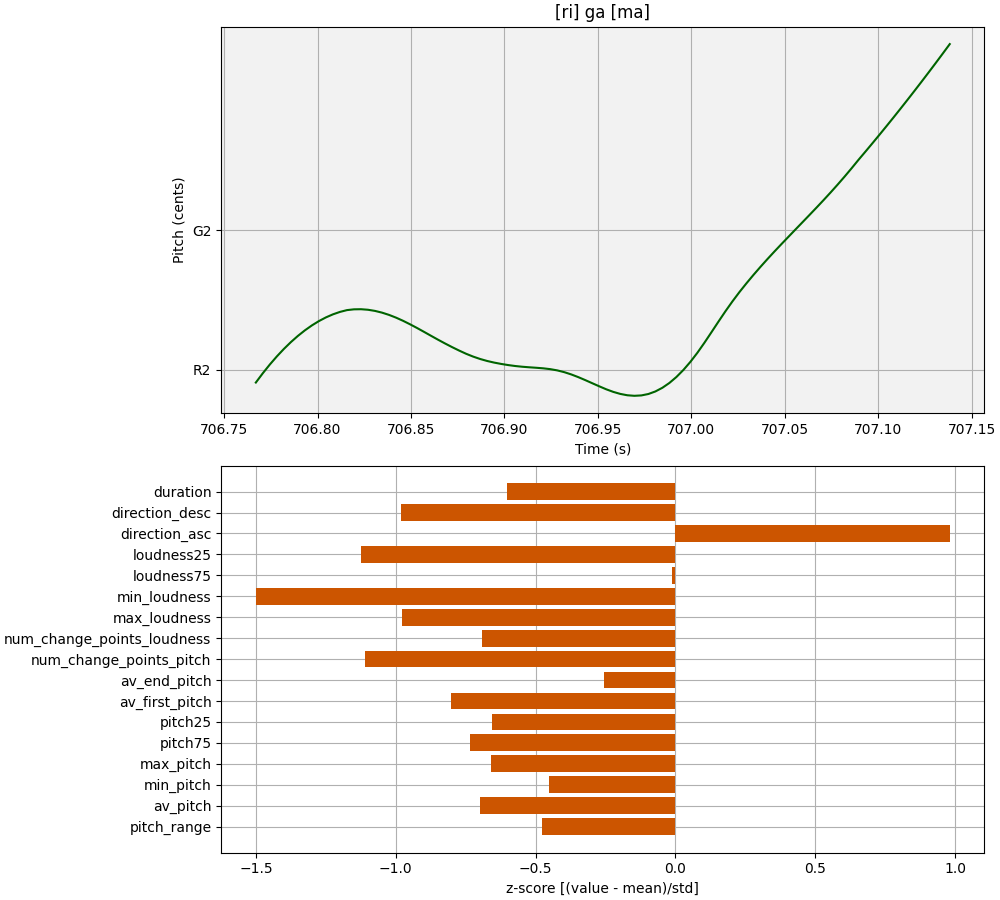 [ri] ga [ma]
Pitch (cents)
G2
R2
706.75 706.80 706.85 706.90 706.95 707.00 707.05 707.10 707.15
Time (s)
duration
direction_desc
direction_asc
loudness25
loudness75
min_loudness
max_loudness
num_change_points_loudness
num_change_points_pitch
av_end_pitch
av_first_pitch
pitch25
pitch75
max_pitch
min_pitch
av_pitch
pitch_range
−1.5 −1.0 −0.5 0.0 0.5 1.0
z-score [(value - mean)/std]